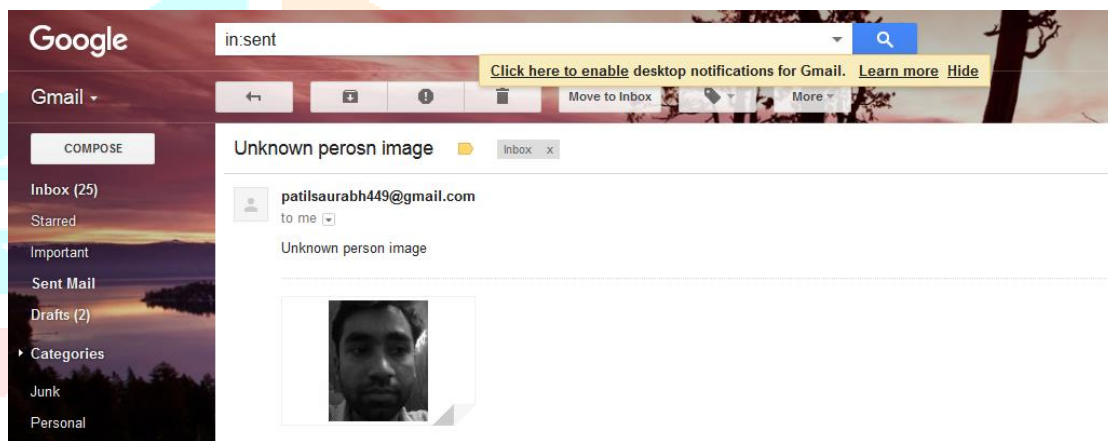 Google
in:sent
Click here to enable desktop notifications for Gmail. Learn more Hide
Gmail
Move to Inbox
More
COMPOSE
Unknown perosn image
Inbox x
Inbox (25)
patilsaurabh449@gmail.com
Starred
to me
Important
Unknown person image
Sent Mail
Drafts (2)
Categories
Junk
Personal